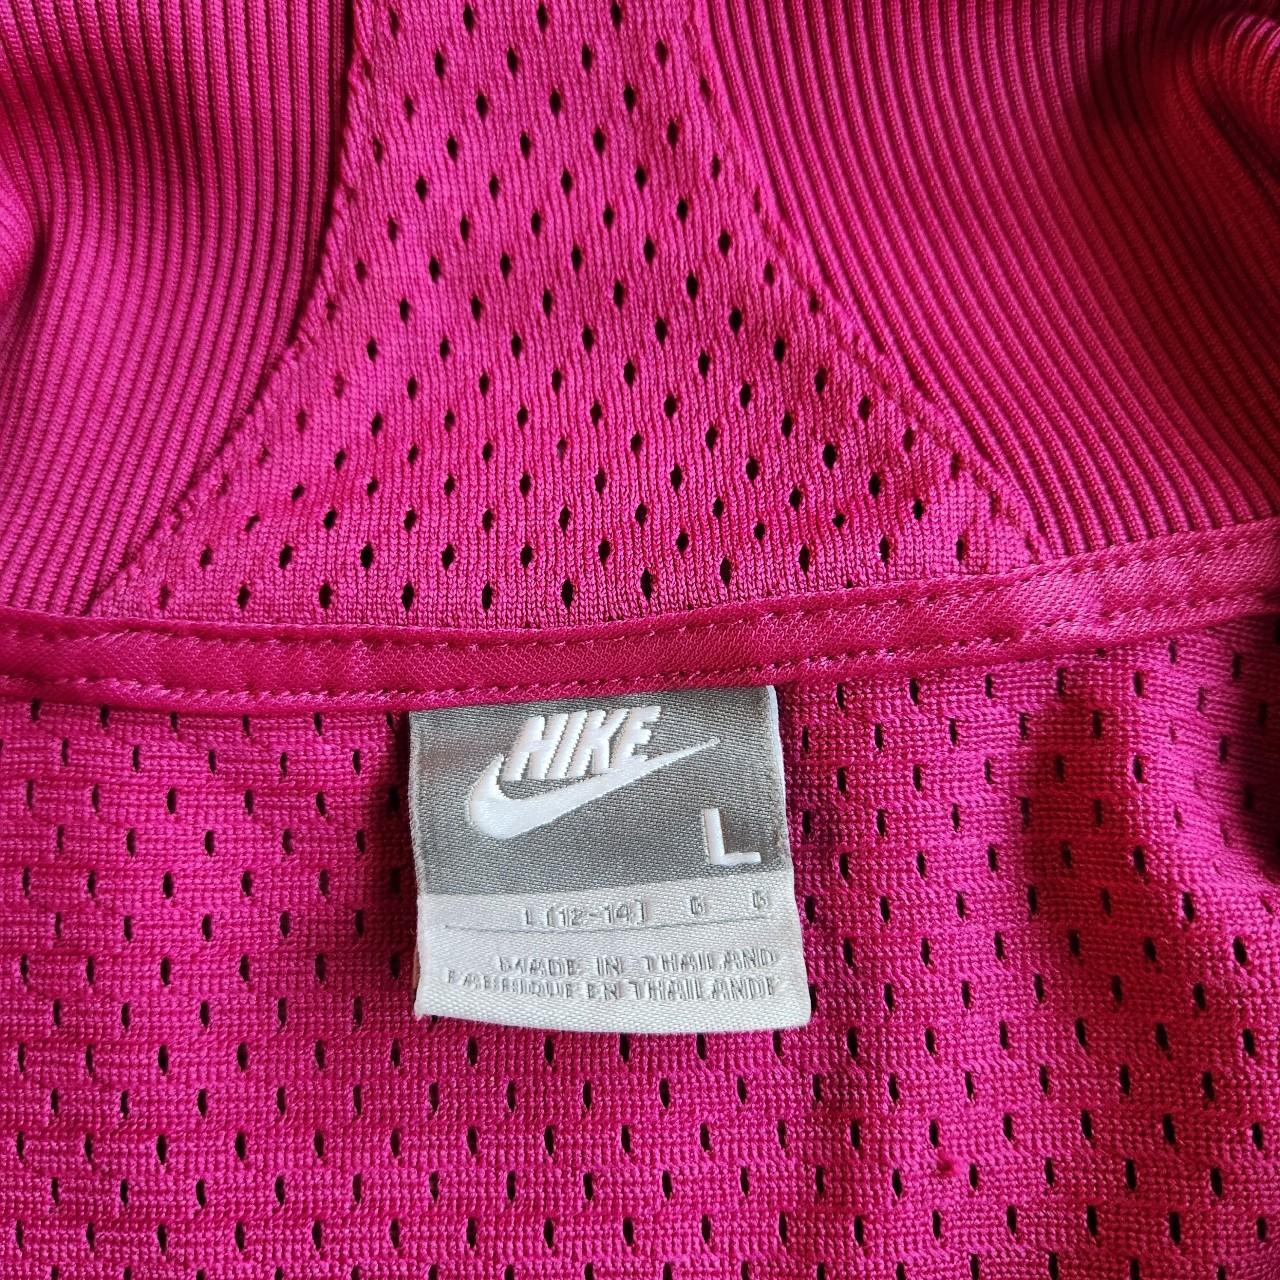 NIKE
L
L (12-14) G G
MADE IN THAILAND
FABRIQUE EN THAILANDE